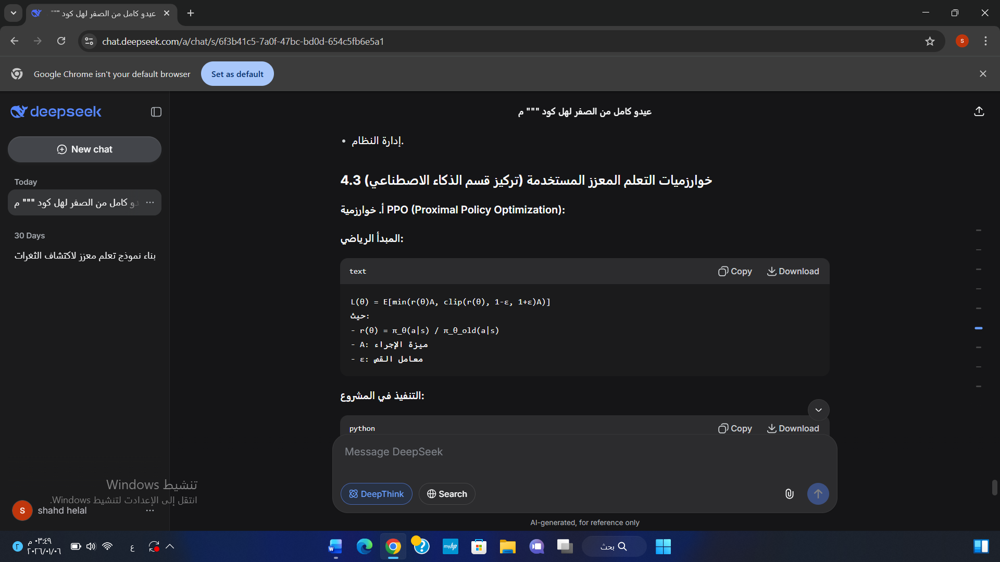 عيدو كامل من الصفر لهل كود """
chat.deepseek.com/a/chat/s/6f3b41c5-7a0f-47bc-bd0d-654c5fb6e5a1
S
Google Chrome isn't your default browser
Set as default
deepseek
New chat
Today
دو كامل من الصفر لهل كود """ م
30 Days
بناء نموذج تعلم معزز لاكتشاف الثغرات
عيدو كامل من الصفر لهل كود """ م
• إدارة النظام.
4.3 خوارزميات التعلم المعزز المستخدمة (تركيز قسم الذكاء الاصطناعي)
أ. خوارزمية PPO (Proximal Policy Optimization):
المبدأ الرياضي:
text
Copy
Download
L(θ) = E[min(r(θ)A, clip(r(θ), 1-ε, 1+ε)A)]
حيث:
- r(θ) = π_θ(a|s) / π_θ_old(a|s)
- A: ميزة الإجراء
- ε: معامل القص
التنفيذ في المشروع:
python
Copy
Download
Message DeepSeek
DeepThink
Search
AI-generated, for reference only
تنشيط Windows
انتقل إلى الإعدادت لتنشيط Windows.
S
shahd helal
٢
٠٣:٤٩ م
٢٠٢٦/٠١/٠٦
ع
W
?
myhp
بحث